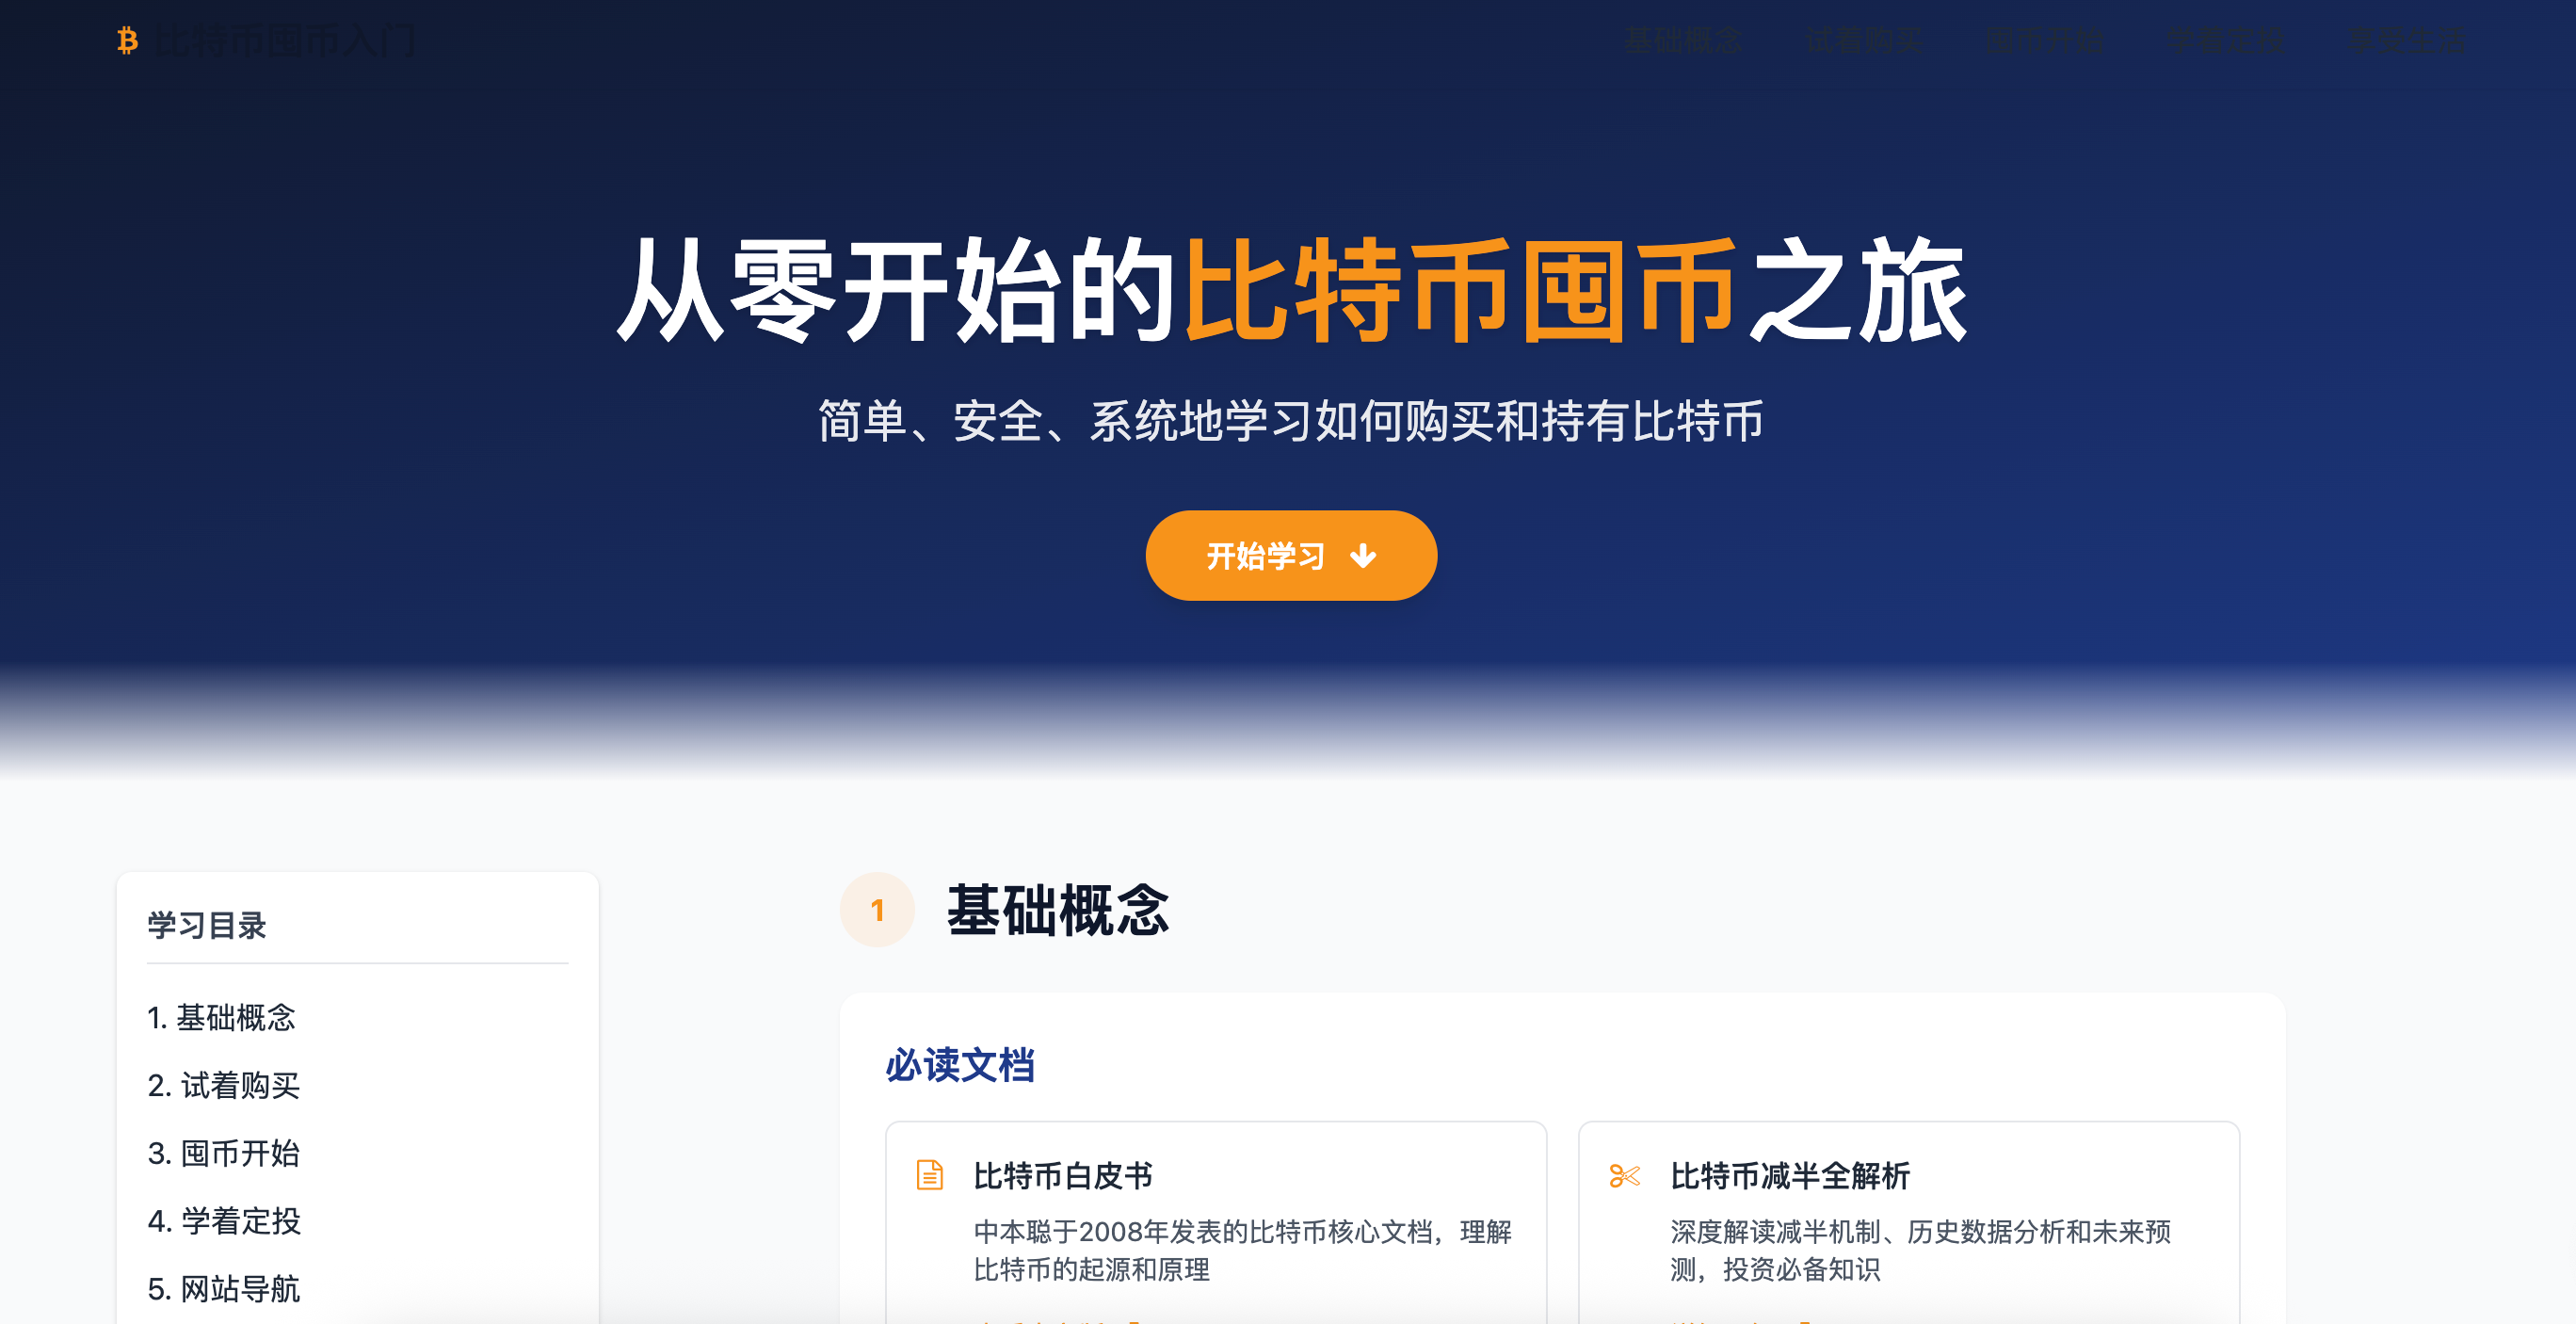 比特币囤币入门
基础概念 试着购买 囤币开始 学着定投 享受生活
从零开始的比特币囤币之旅
简单、安全、系统地学习如何购买和持有比特币
开始学习
学习目录
1. 基础概念
2. 试着购买
3. 囤币开始
4. 学着定投
5. 网站导航
1 基础概念
必读文档
比特币白皮书
中本聪于2008年发表的比特币核心文档，理解
比特币的起源和原理
比特币减半全解析
深度解读减半机制、历史数据分析和未来预
测，投资必备知识